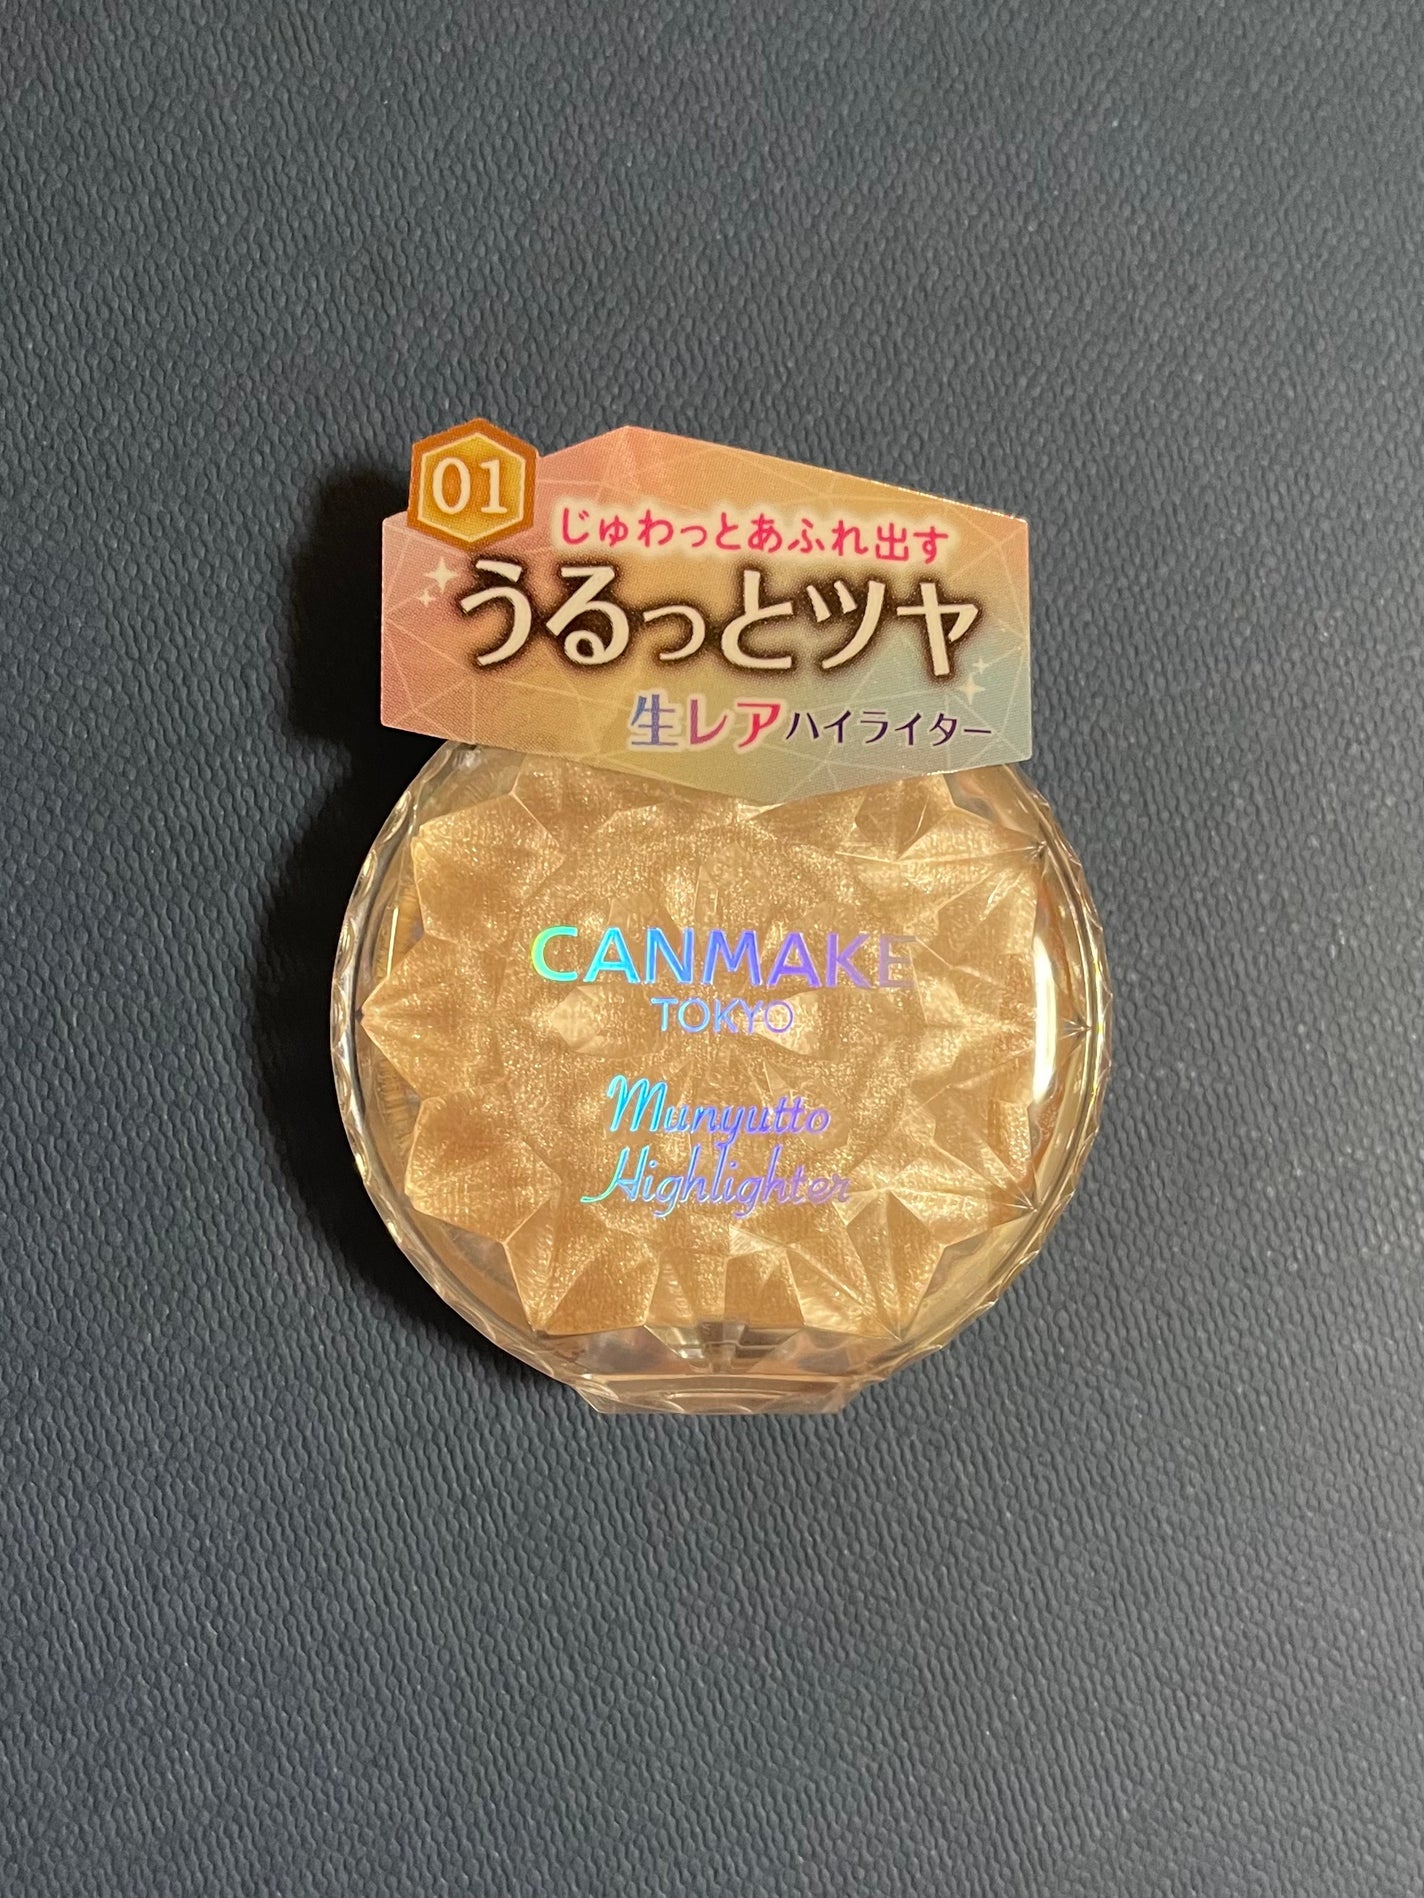 01
じゅわっとあふれ出す
うるっとツヤ
生レアハイライター
CANMAKE
TOKYO
Munyutto
Highlighter